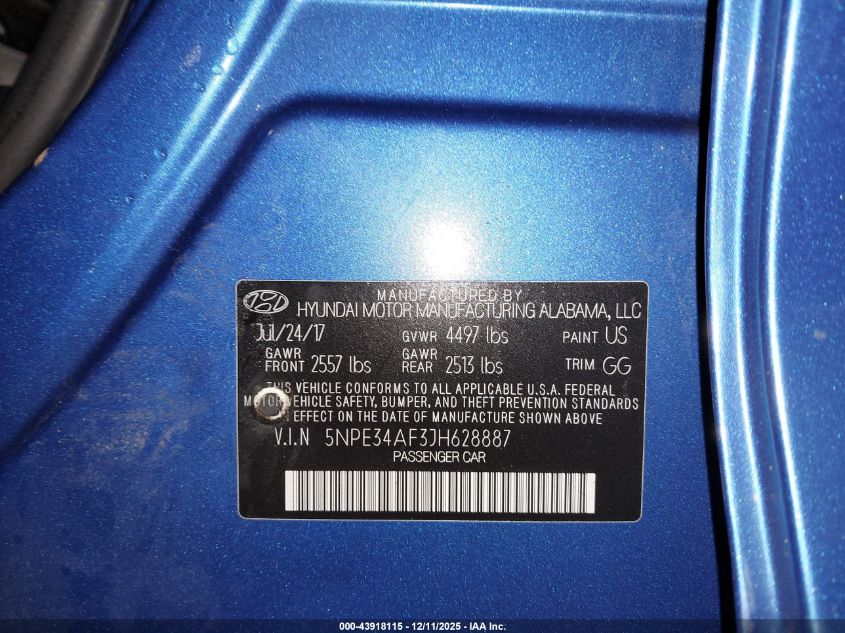 MANUFACTURED BY
HYUNDAI MOTOR MANUFACTURING ALABAMA, LLC
Jul/24/17 GVWR 4497 lbs PAINT US
GAWR FRONT 2557 lbs GAWR REAR 2513 lbs TRIM GG
THIS VEHICLE CONFORMS TO ALL APPLICABLE U.S.A. FEDERAL
MOTOR VEHICLE SAFETY, BUMPER, AND THEFT PREVENTION STANDARDS
IN EFFECT ON THE DATE OF MANUFACTURE SHOWN ABOVE
V.I.N 5NPE34AF3JH628887
PASSENGER CAR
000-43918115 - 12/11/2025 - IAA Inc.